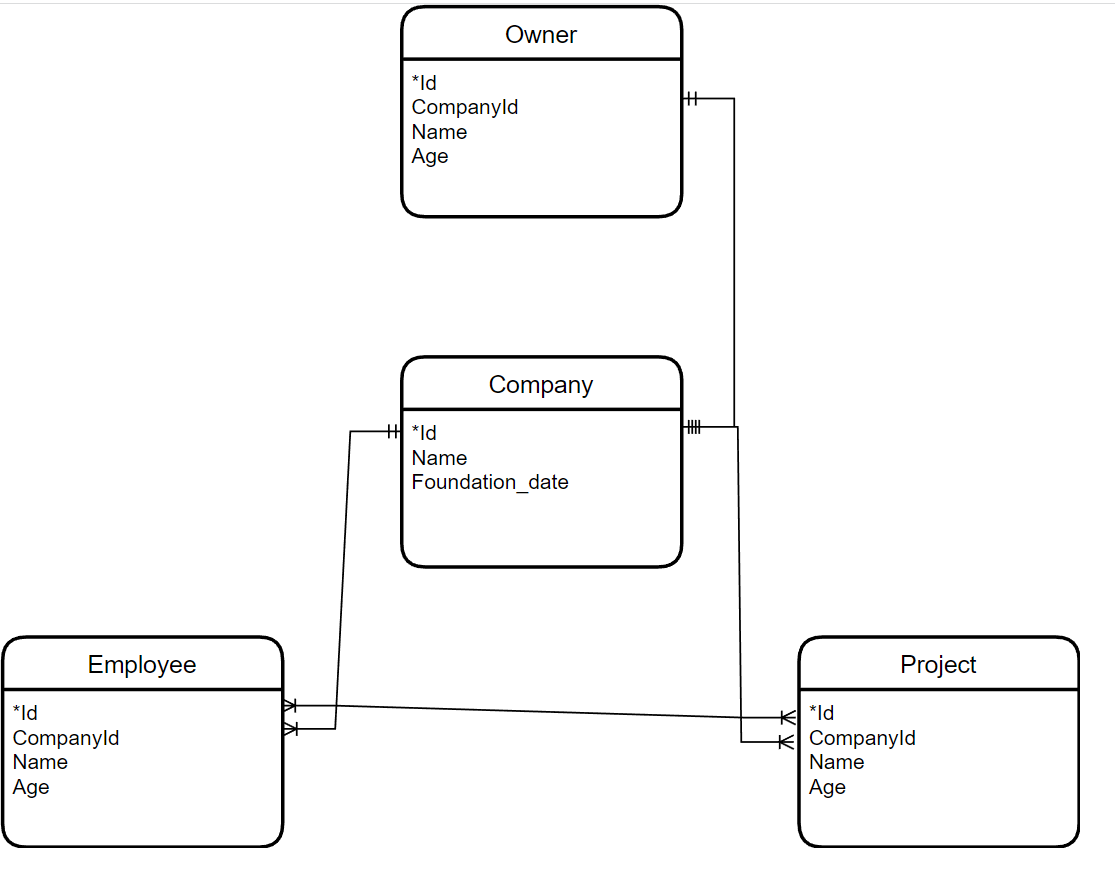 Owner
*Id
CompanyId
Name
Age
Company
*Id
Name
Foundation_date
Employee
*Id
CompanyId
Name
Age
Project
*Id
CompanyId
Name
Age